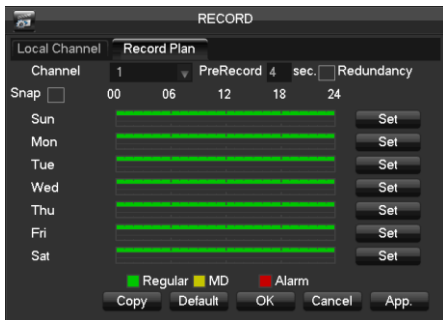 RECORD
Local Channel Record Plan
Channel 1 PreRecord 4 sec. Redundancy
Snap 00 06 12 18 24
Sun Set
Mon Set
Tue Set
Wed Set
Thu Set
Fri Set
Sat Set
Regular MD Alarm
Copy Default OK Cancel App.